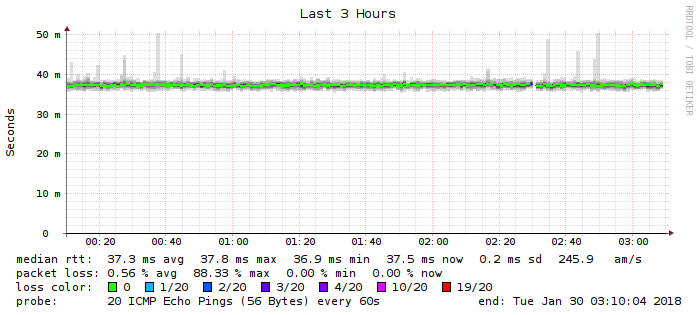 Last 3 Hours
RRDTOOL / TOBI OETIKER
Seconds
50 m
40 m
30 m
20 m
10 m
0
00:20 00:40 01:00 01:20 01:40 02:00 02:20 02:40 03:00
median rtt: 37.3 ms avg 37.8 ms max 36.9 ms min 37.5 ms now 0.2 ms sd 245.9 am/s
packet loss: 0.56 % avg 88.33 % max 0.00 % min 0.00 % now
loss color: 0 1/20 2/20 3/20 4/20 10/20 19/20
probe: 20 ICMP Echo Pings (56 Bytes) every 60s end: Tue Jan 30 03:10:04 2018